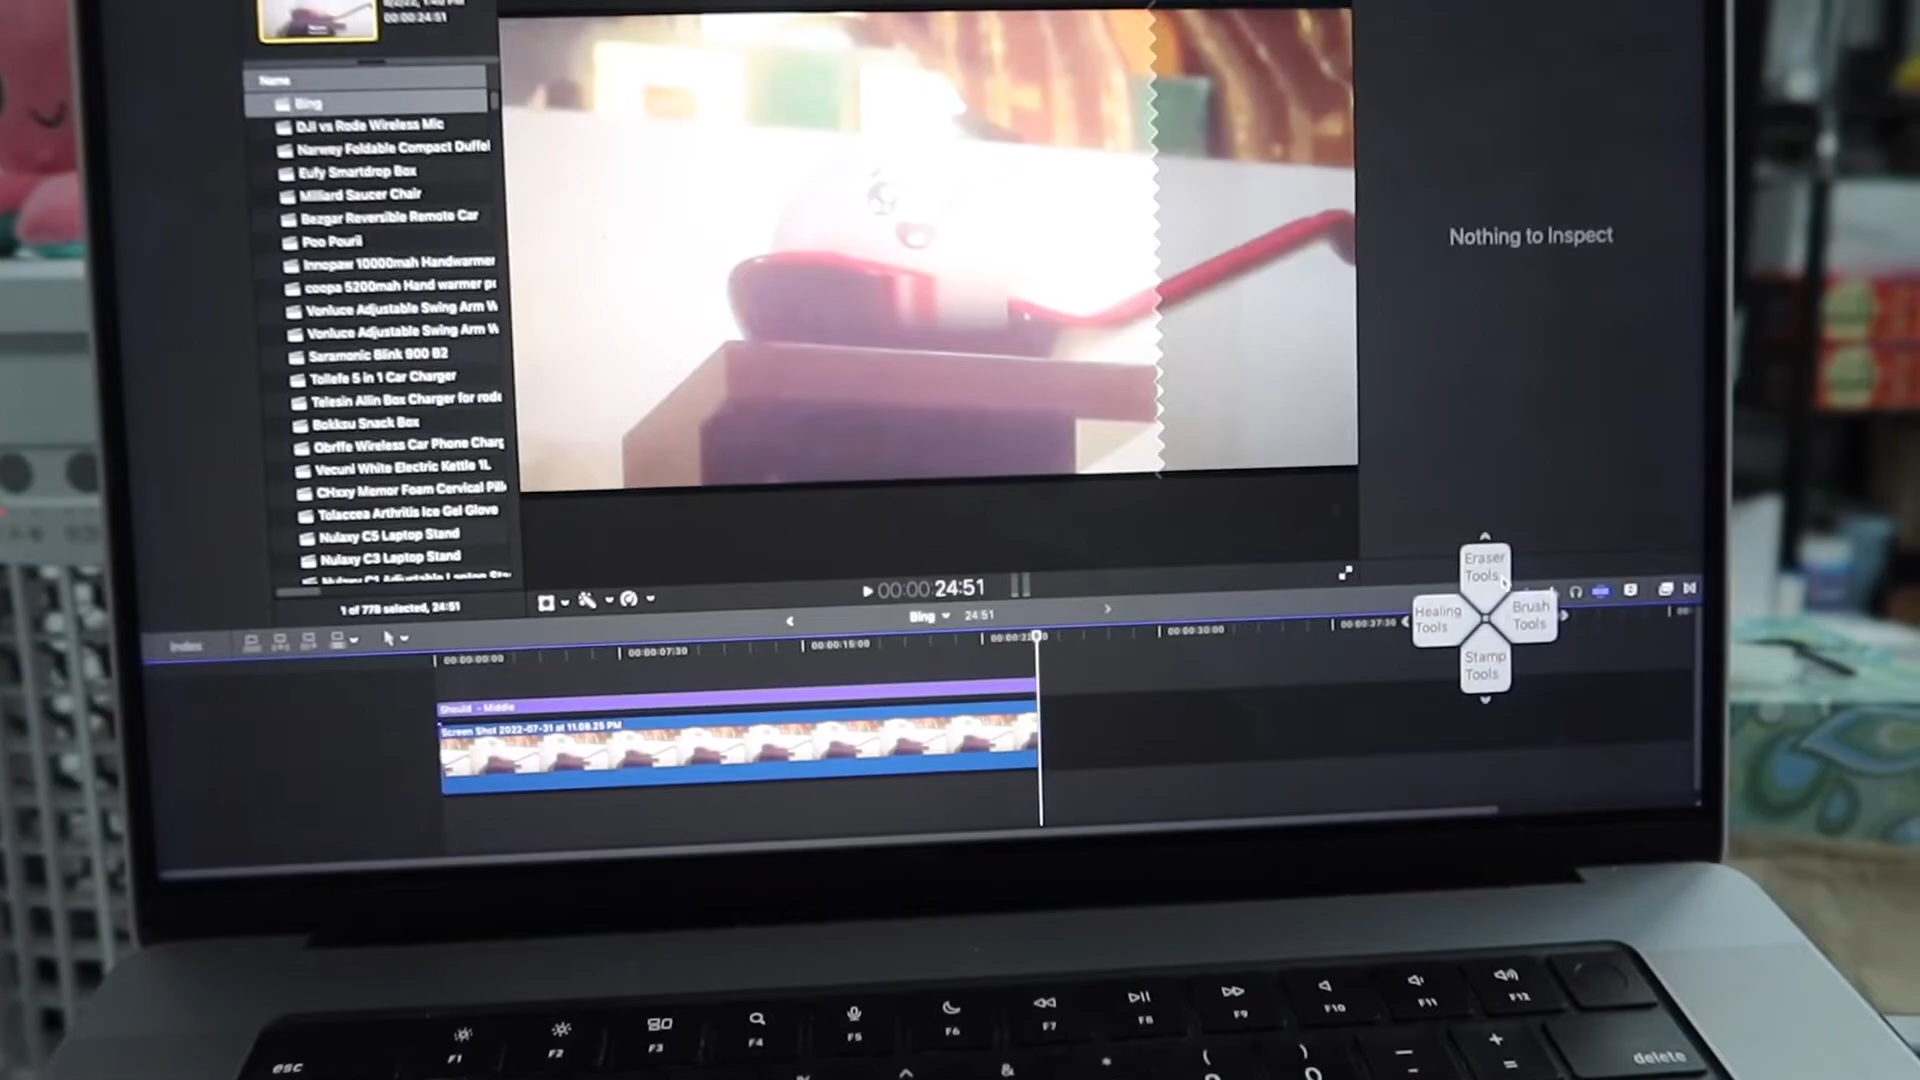 00:00:24:51
Name
Bing
DJI vs Rode Wireless Mic
Narwey Foldable Compact Duffel
Eufy Smartdrop Box
Milliard Saucer Chair
Bezgar Reversible Remote Car
Poo Pourii
Innopaw 10000mah Handwarmer
coopa 5200mah Hand warmer po
Vonluce Adjustable Swing Arm W
Vonluce Adjustable Swing Arm W
Saramonic Blink 900 B2
Tollefe 5 in 1 Car Charger
Telesin Allin Box Charger for rode
Bokksu Snack Box
Obrffe Wireless Car Phone Charg
Vecuni White Electric Kettle 1L
CHxxy Memor Foam Cervical Pill
Tolaccea Arthritis Ice Gel Glove
Nulaxy C5 Laptop Stand
Nulaxy C3 Laptop Stand
Nulaxy C1 Adjustable Laptop Sta
1 of 778 selected, 24:51
Nothing to Inspect
00:00:24:51
Bing 24:51
Eraser Tools
Healing Tools
Brush Tools
Stamp Tools
Index
00:00:00:00
00:00:07:30
00:00:15:00
00:00:30:00
00:00:37:30
Should - Middle
Screen Shot 2022-07-31 at 11.08.25 PM
esc F1 F2 F3 F4 F5 F6 F7 F8 F9 F10 F11 F12
^ & * ( ) — - + =
delete